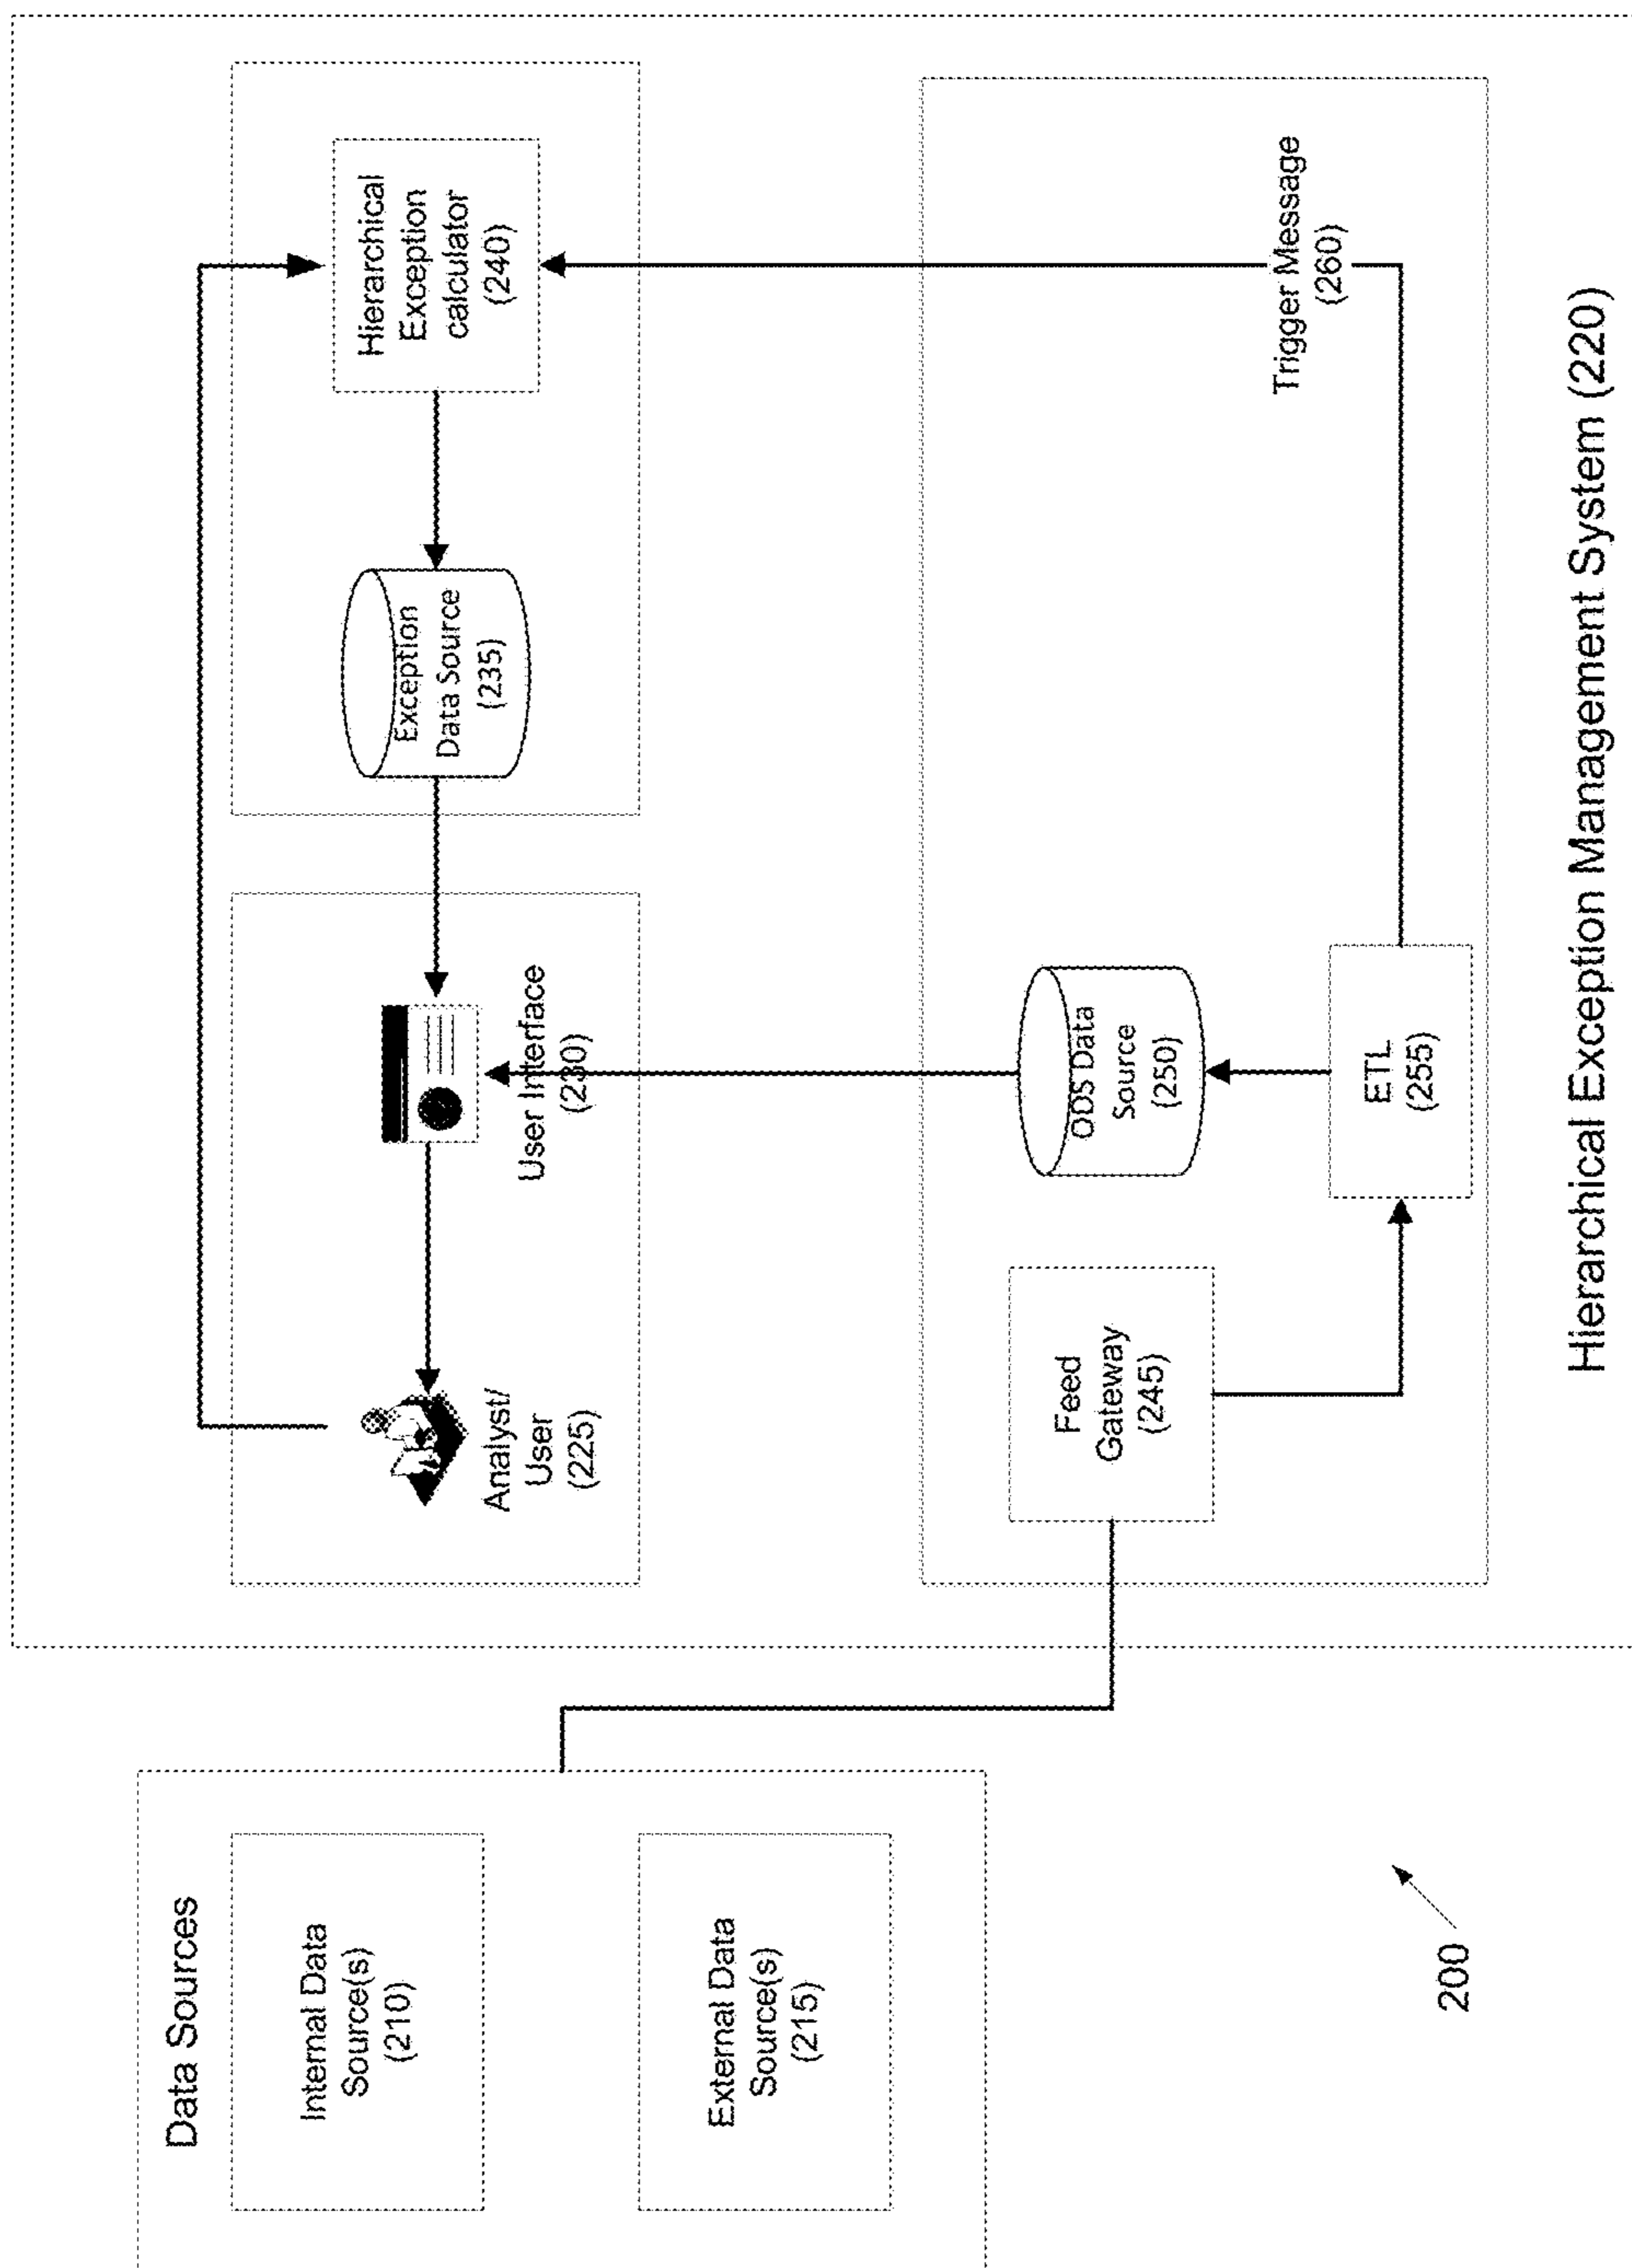 Data Sources
Internal Data
Source(s)
(210)
External Data
Source(s)
(215)
200
Analyst/
User
(225)
User Interface
(230)
Exception
Data Source
(235)
Hierarchical
Exception
calculator
(240)
Feed
Gateway
(245)
ODS Data
Source
(250)
ETL
(255)
Trigger Message
(260)
Hierarchical Exception Management System (220)